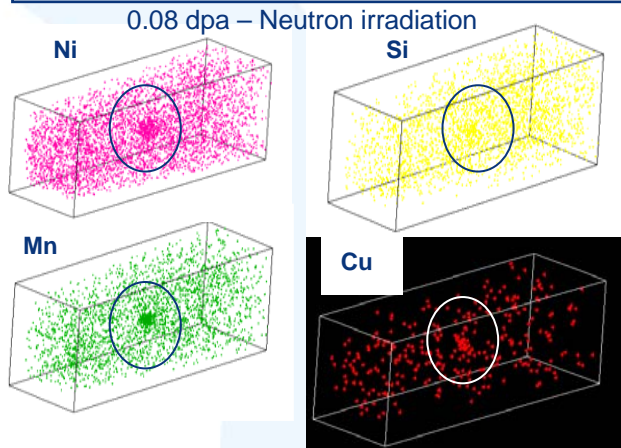 0.08 dpa – Neutron irradiation
Ni
Si
Mn
Cu